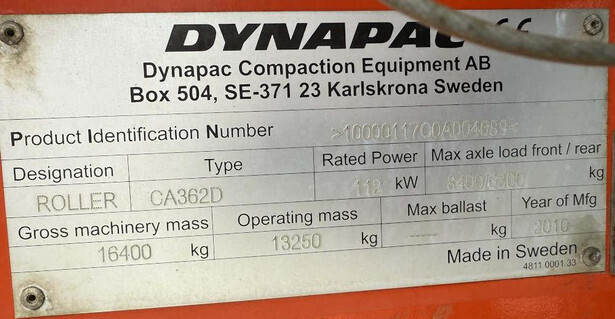 DYNAPAC CE
Dynapac Compaction Equipment AB
Box 504, SE-371 23 Karlskrona Sweden
Product Identification Number
Designation Type Rated Power Max axle load front / rear
ROLLER CA362D kW kg
Gross machinery mass Operating mass Max ballast Year of Mfg
16400 kg 13250 kg kg 2010
Made in Sweden
4811 0001 33